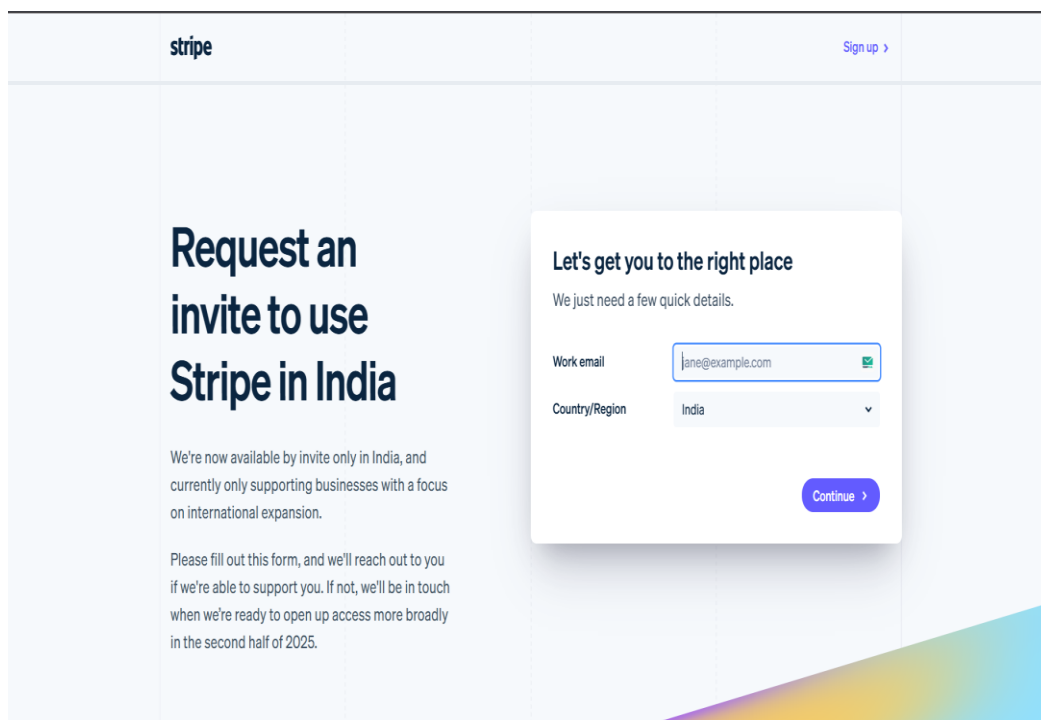 stripe
Sign up
Request an
invite to use
Stripe in India
We're now available by invite only in India, and
currently only supporting businesses with a focus
on international expansion.
Please fill out this form, and we'll reach out to you
if we're able to support you. If not, we'll be in touch
when we're ready to open up access more broadly
in the second half of 2025.
Let's get you to the right place
We just need a few quick details.
Work email
jane@example.com
Country/Region
India
Continue